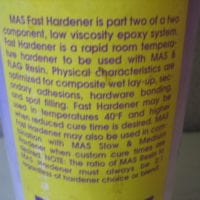 MAS Fast Hardener is part two of a two
component, low viscosity epoxy system.
Fast Hardener is a rapid room tempera-
ture hardener to be used with MAS &
FLAG Resin. Physical characteristics are
optimized for composite wet lay-up, sec-
ondary adhesions, hardware bonding,
and spot filling. Fast Hardener may be
used in temperatures 40°F and higher
when reduced cure time is desired. MAS
Fast Hardener may also be used in com-
bination with MAS Slow & Medium
Hardener when custom cure times are
desired. NOTE: The ratio of MAS Resin to
MAS Hardener must always be 2:1
regardless of hardener choice or blend.